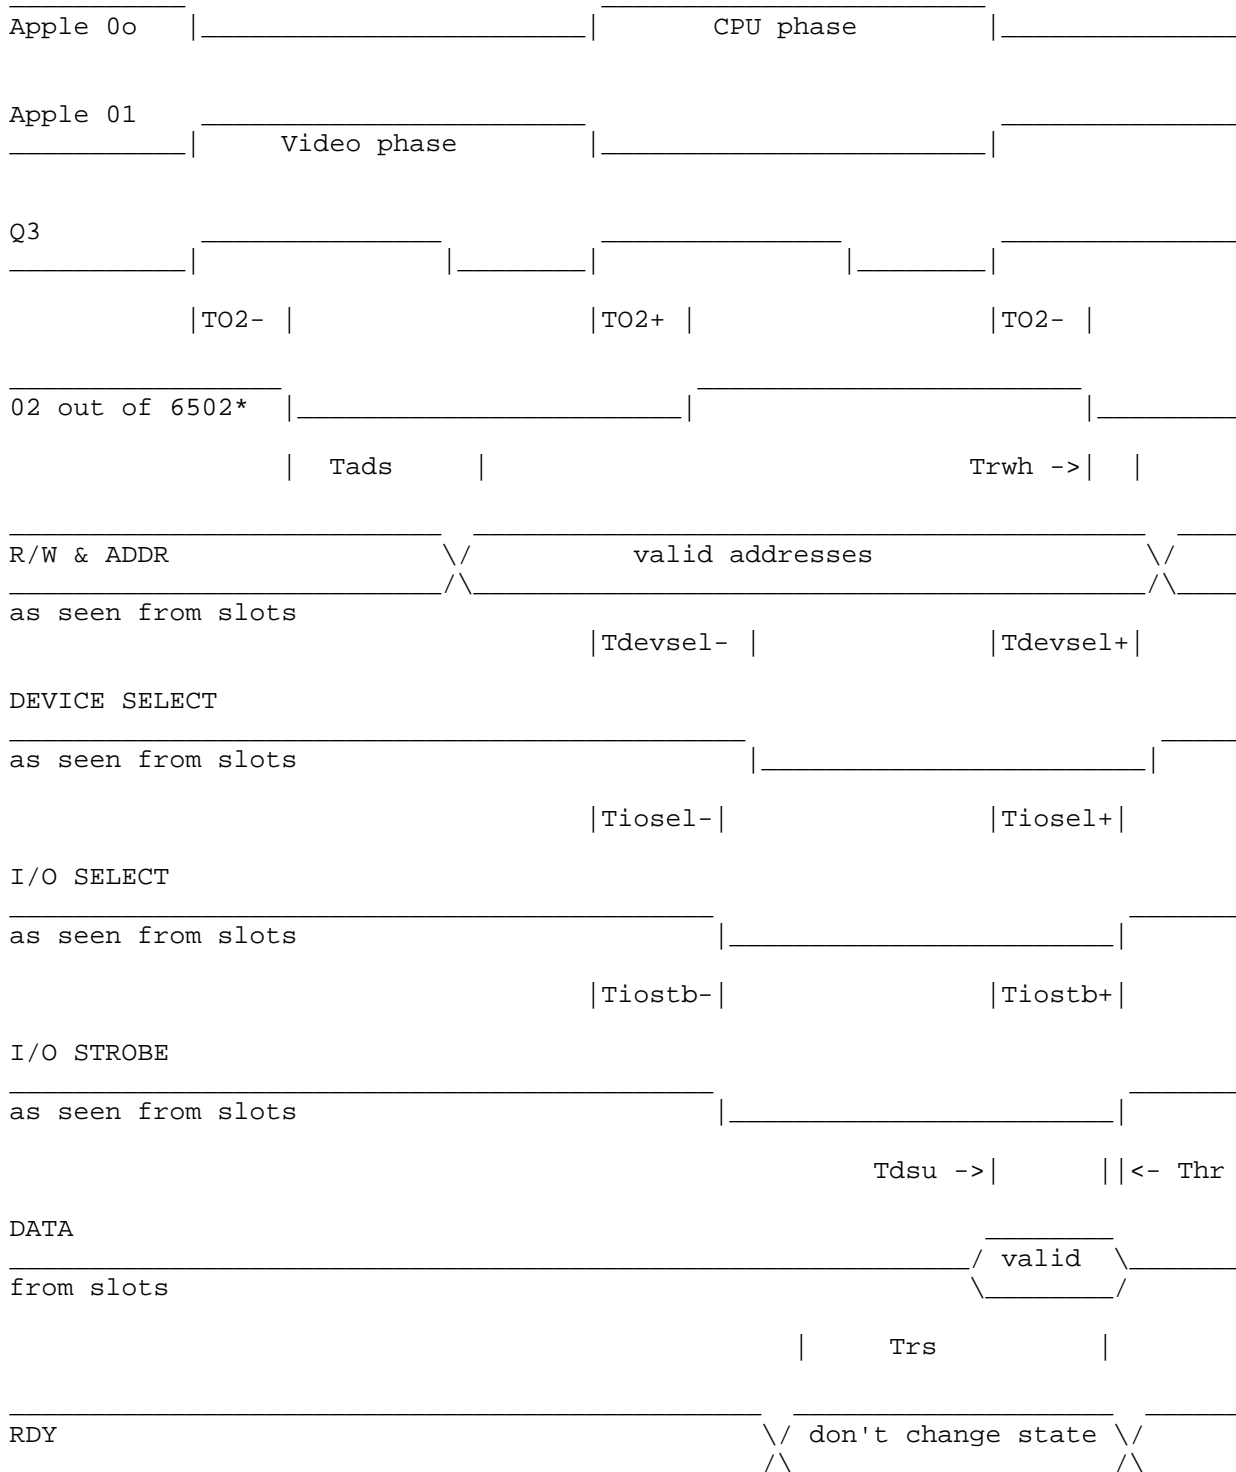 Apple 0o CPU phase
Apple 01
Video phase
Q3
TO2- TO2+ TO2-
02 out of 6502*
Tads Trwh ->
R/W & ADDR valid addresses
as seen from slots
Tdevsel- Tdevsel+
DEVICE SELECT
as seen from slots
Tiosel- Tiosel+
I/O SELECT
as seen from slots
Tiostb- Tiostb+
I/O STROBE
as seen from slots
Tdsu -> <- Thr
DATA
valid
from slots
Trs
RDY don't change state